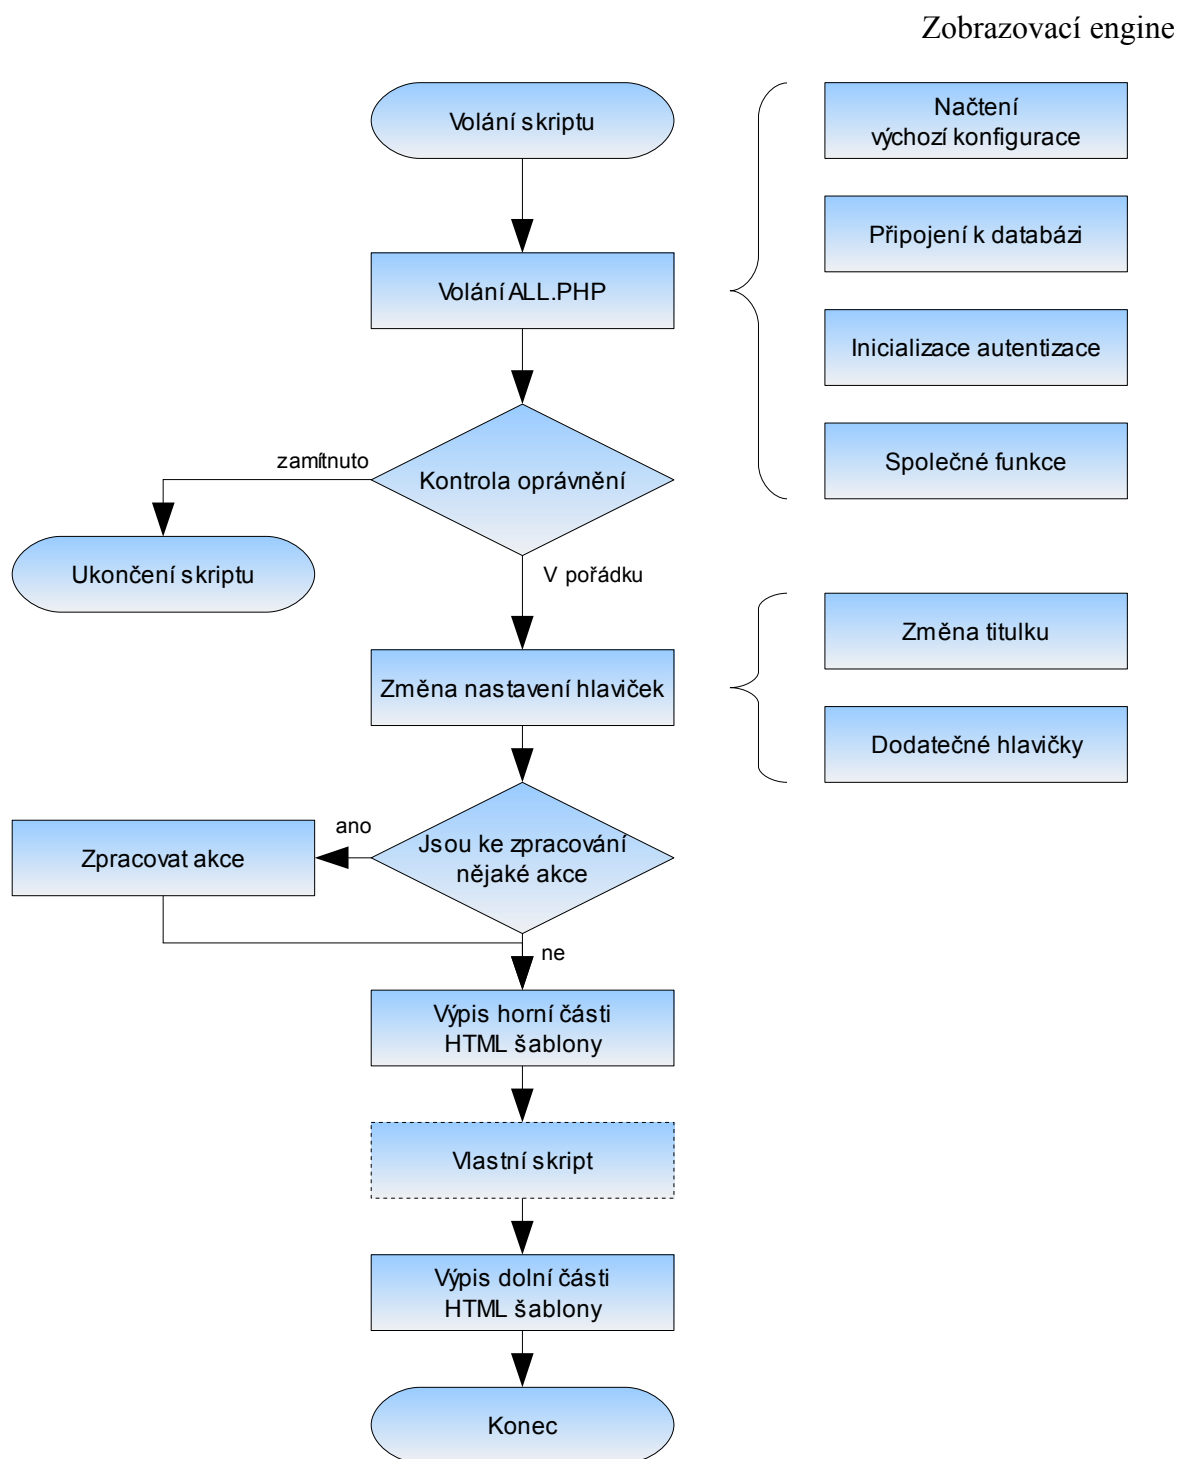 Zobrazovací engine
Volání skriptu
Načtení
výchozí konfigurace
Připojení k databázi
Volání ALL.PHP
Inicializace autentizace
Společné funkce
zamítnuto
Kontrola oprávnění
Ukončení skriptu
V pořádku
Změna titulku
Změna nastavení hlaviček
Dodatečné hlavičky
ano
Jsou ke zpracování
nějaké akce
Zpracovat akce
ne
Výpis horní části
HTML šablony
Vlastní skript
Výpis dolní části
HTML šablony
Konec